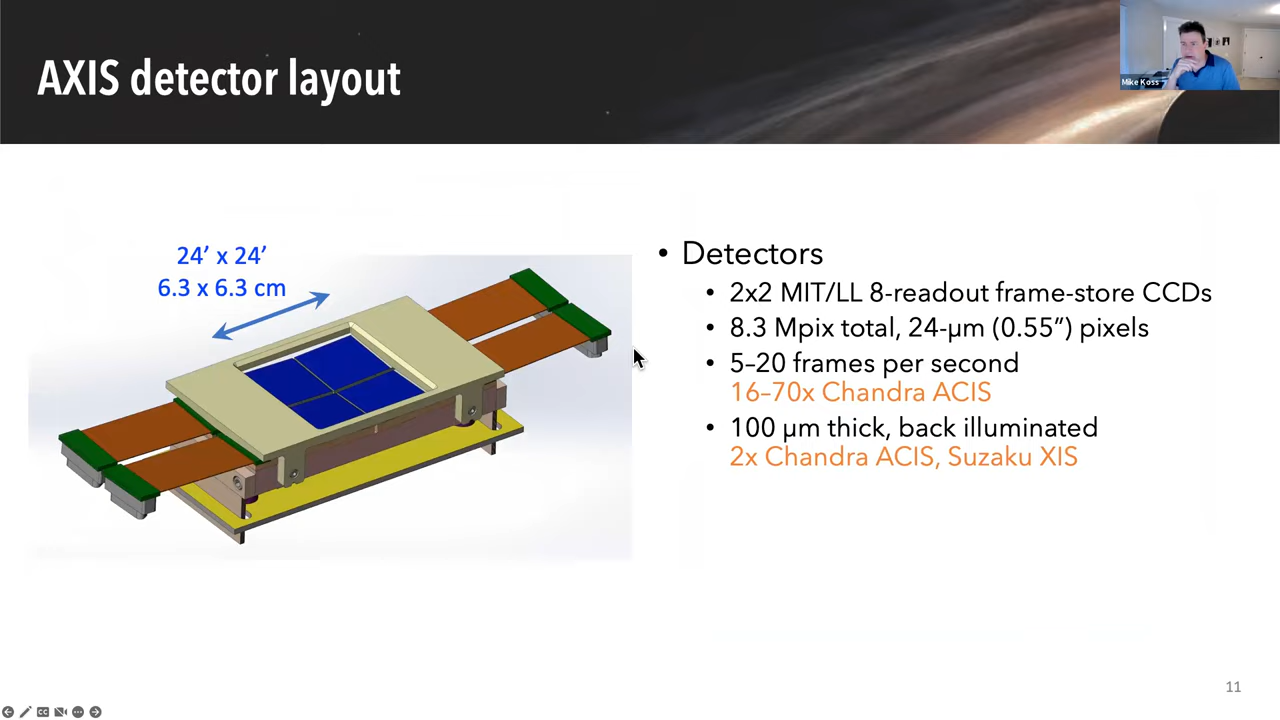 AXIS detector layout
Mike Koss
24’ x 24’
6.3 x 6.3 cm
• Detectors
• 2x2 MIT/LL 8-readout frame-store CCDs
• 8.3 Mpix total, 24-µm (0.55”) pixels
• 5–20 frames per second
16–70x Chandra ACIS
• 100 µm thick, back illuminated
2x Chandra ACIS, Suzaku XIS
11